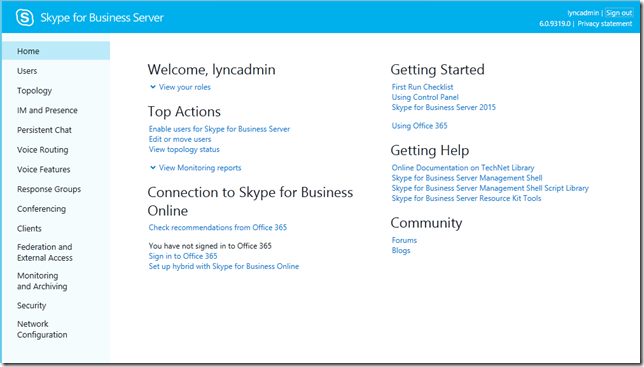 Skype for Business Server
lyncadmin | Sign out
6.0.9319.0 | Privacy statement
Home
Users
Topology
IM and Presence
Persistent Chat
Voice Routing
Voice Features
Response Groups
Conferencing
Clients
Federation and
External Access
Monitoring
and Archiving
Security
Network
Configuration
Welcome, lyncadmin
View your roles
Top Actions
Enable users for Skype for Business Server
Edit or move users
View topology status
View Monitoring reports
Connection to Skype for Business
Online
Check recommendations from Office 365
You have not signed in to Office 365
Sign in to Office 365
Set up hybrid with Skype for Business Online
Getting Started
First Run Checklist
Using Control Panel
Skype for Business Server 2015
Using Office 365
Getting Help
Online Documentation on TechNet Library
Skype for Business Server Management Shell
Skype for Business Server Management Shell Script Library
Skype for Business Server Resource Kit Tools
Community
Forums
Blogs